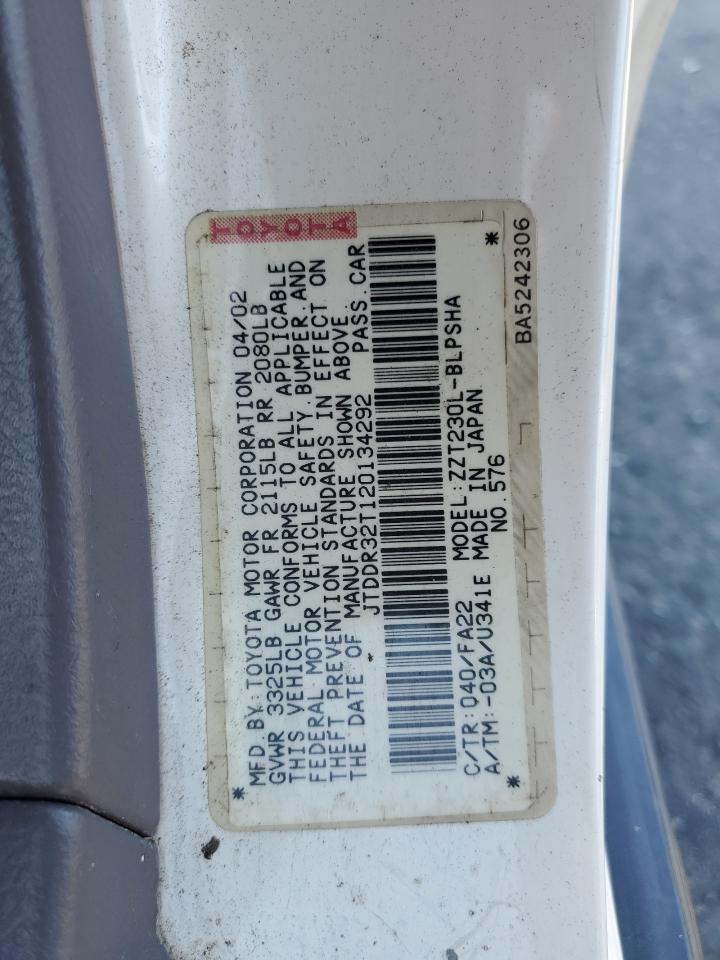 TOYOTA
MFD. BY: TOYOTA MOTOR CORPORATION 04/02
GVWR 3325LB GAWR FR 2115LB RR 2080LB
THIS VEHICLE CONFORMS TO ALL APPLICABLE
FEDERAL MOTOR VEHICLE SAFETY, BUMPER, AND
THEFT PREVENTION STANDARDS IN EFFECT ON
THE DATE OF MANUFACTURE SHOWN ABOVE.
JTDDR32T120134292 PASS. CAR
C/TR: 040/FA22 MODEL: ZZT230L-BLPSHA
A/TM: -03A/U341E MADE IN JAPAN
* NO. 576 *
BA5242306